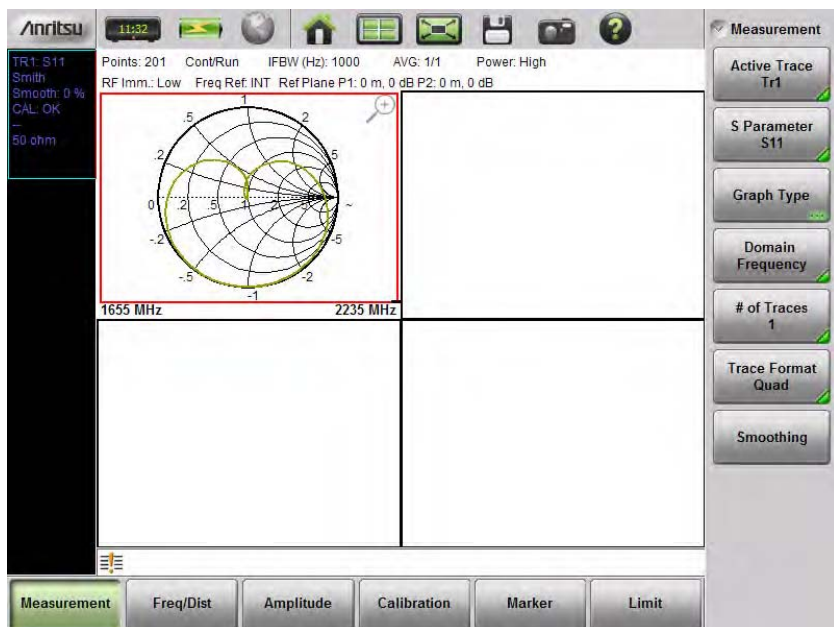 Anritsu
11:32
?
Measurement
TR1: S11
Smith
Smooth: 0 %
CAL: OK
--
50 ohm
Points: 201 Cont/Run IFBW (Hz): 1000 AVG: 1/1 Power: High
RF Imm.: Low Freq Ref: INT Ref Plane P1: 0 m, 0 dB P2: 0 m, 0 dB
1
.5 2
.2 5
0 .2 .5 1 2 5 ~
-.2 -5
-.5 -2
-1
1655 MHz 2235 MHz
Active Trace
Tr1
S Parameter
S11
Graph Type
Domain
Frequency
# of Traces
1
Trace Format
Quad
Smoothing
Measurement Freq/Dist Amplitude Calibration Marker Limit